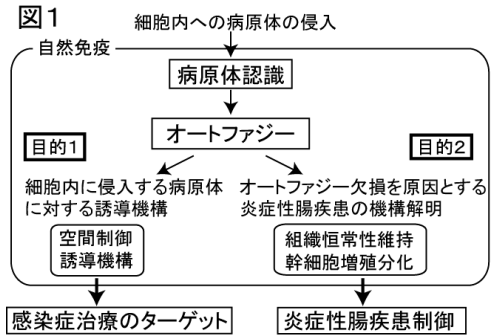 図1
細胞内への病原体の侵入
自然免疫
病原体認識
オートファジー
目的1
目的2
細胞内に侵入する病原体
に対する誘導機構
オートファジー欠損を原因とする
炎症性腸疾患の機構解明
空間制御
誘導機構
組織恒常性維持
幹細胞増殖分化
感染症治療のターゲット
炎症性腸疾患制御